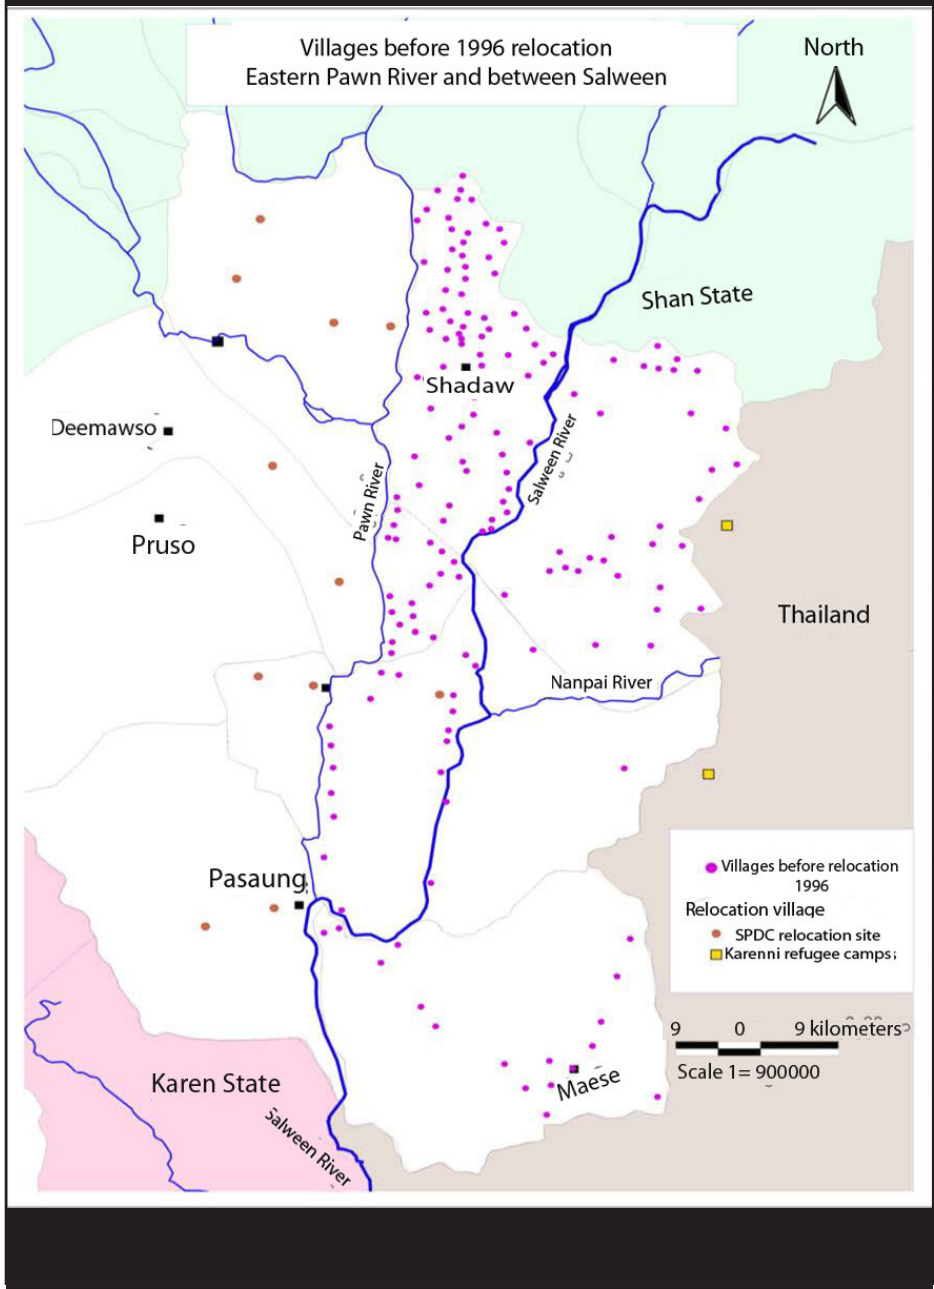 Villages before 1996 relocation
Eastern Pawn River and between Salween
North
Shan State
Shadaw
Deemawso
Salween River
Pawn River
Pruso
Thailand
Nanpai River
Villages before relocation
1996
Pasaung
Relocation village
SPDC relocation site
Karenni refugee camps
9 0 9 kilometers
Scale 1= 900000
Maese
Karen State
Salween River